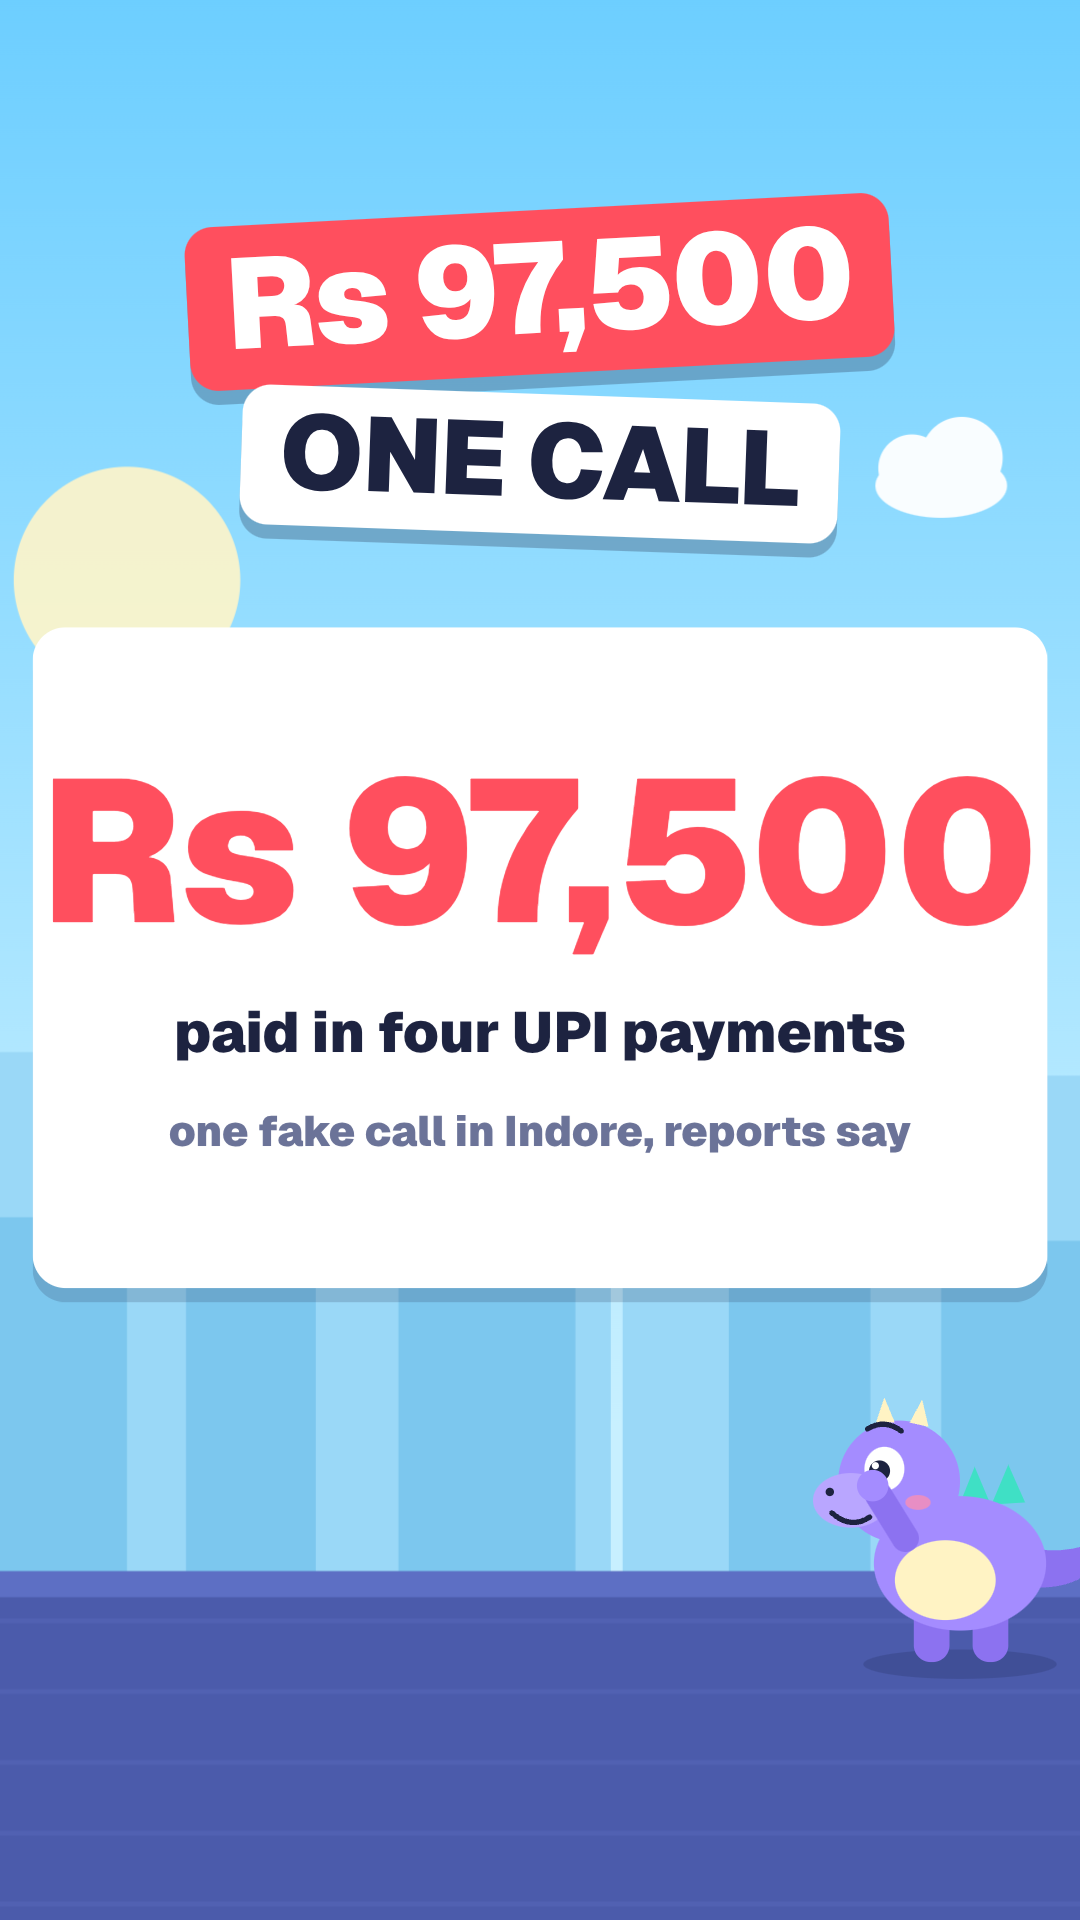 Rs 97,500
ONE CALL
Rs 97,500
paid in four UPI payments
one fake call in Indore, reports say